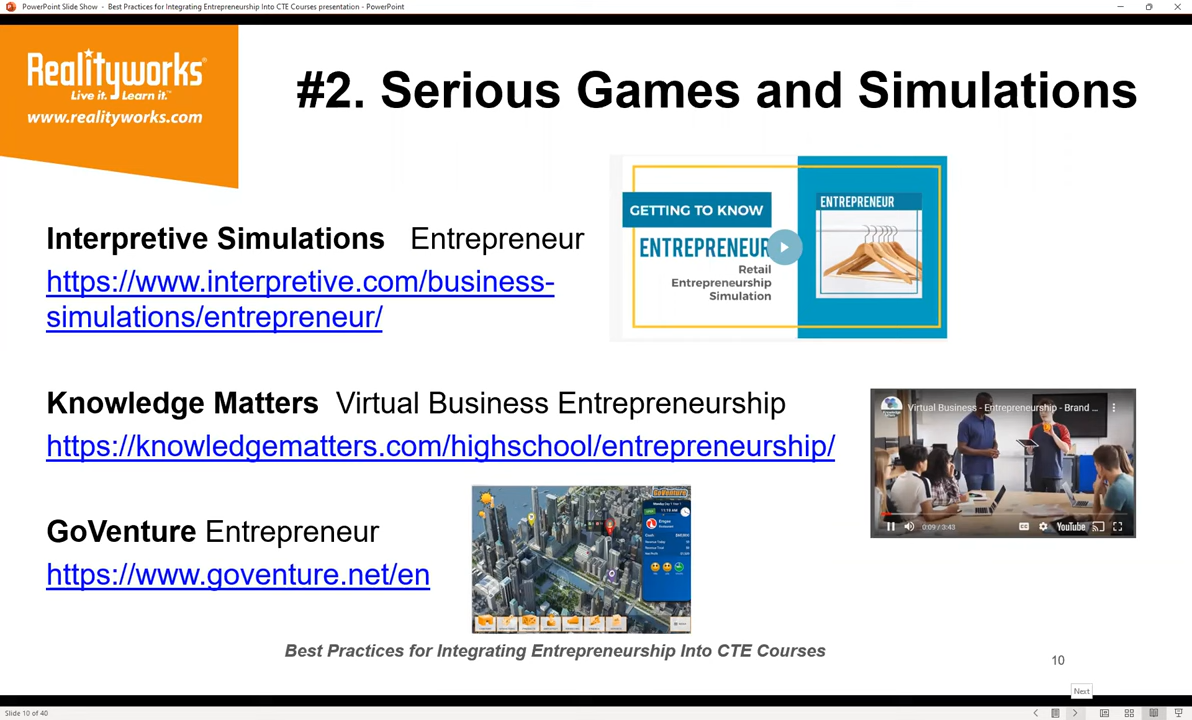 PowerPoint Slide Show - Best Practices for Integrating Entrepreneurship Into CTE Courses presentation - PowerPoint
Realityworks®
Live it. Learn it.™
www.realityworks.com
#2. Serious Games and Simulations
GETTING TO KNOW
ENTREPRENEUR
Retail
Entrepreneurship
Simulation
ENTREPRENEUR
Interpretive Simulations Entrepreneur
https://www.interpretive.com/business-
simulations/entrepreneur/
Knowledge Matters Virtual Business Entrepreneurship
https://knowledgematters.com/highschool/entrepreneurship/
Virtual Business - Entrepreneurship - Brand ...
0:09 / 3:43
CC
YouTube
GoVenture Entrepreneur
https://www.goventure.net/en
GoVenture
Best Practices for Integrating Entrepreneurship Into CTE Courses
10
Next
Slide 10 of 40